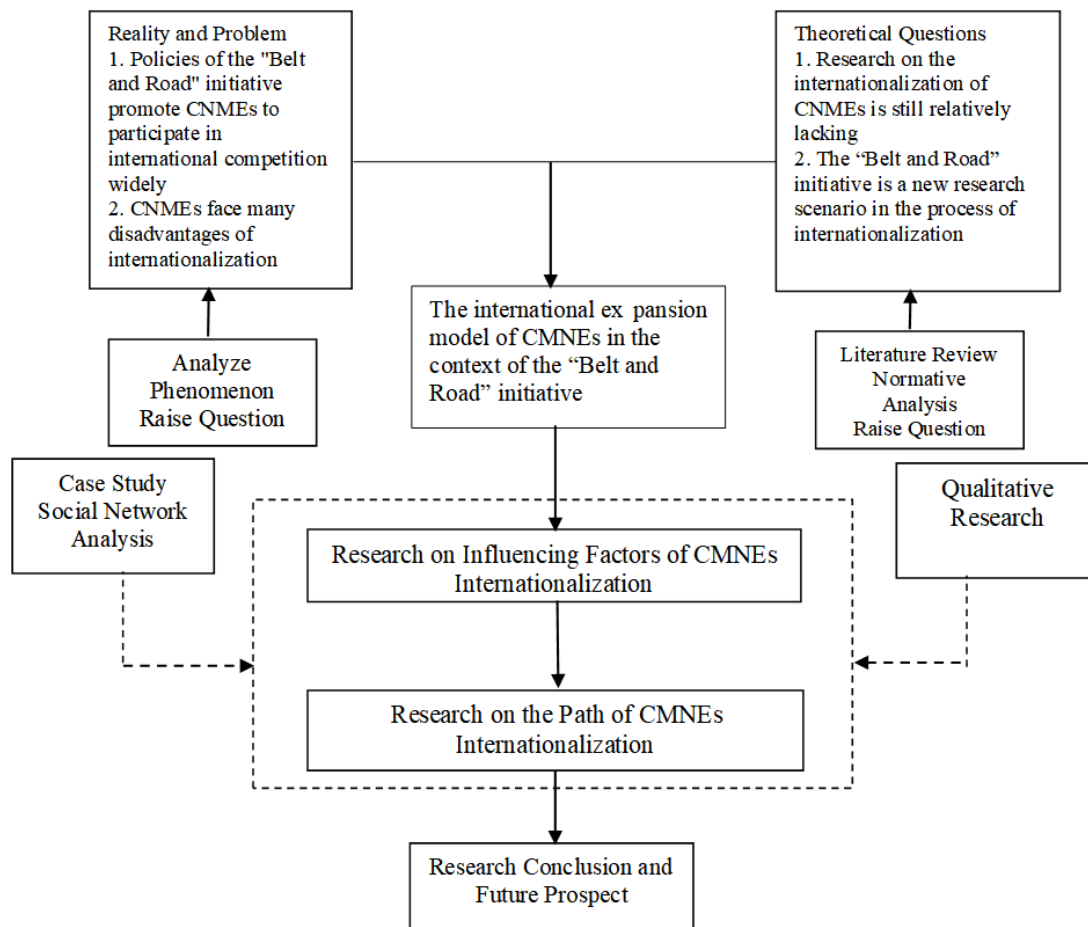 Reality and Problem
1. Policies of the "Belt
and Road" initiative
promote CNMEs to
participate in
international competition
widely
2. CNMEs face many
disadvantages of
internationalization
Theoretical Questions
1. Research on the
internationalization of
CNMEs is still relatively
lacking
2. The “Belt and Road”
initiative is a new research
scenario in the process of
internationalization
Analyze
Phenomenon
Raise Question
The international ex pansion
model of CMNEs in the
context of the “Belt and
Road” initiative
Literature Review
Normative
Analysis
Raise Question
Case Study
Social Network
Analysis
Qualitative
Research
Research on Influencing Factors of CMNEs
Internationalization
Research on the Path of CMNEs
Internationalization
Research Conclusion and
Future Prospect